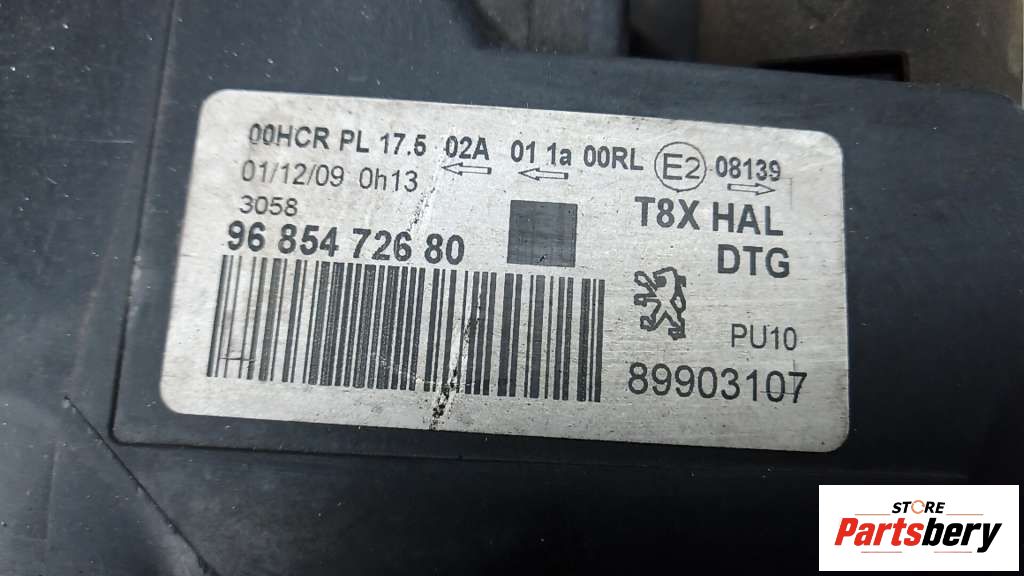 00HCR PL 17.5 02A 01 1a 00RL E2 08139
01/12/09 0h13
3058
96 854 726 80
T8X HAL
DTG
PU10
89903107
STORE
Partsbery